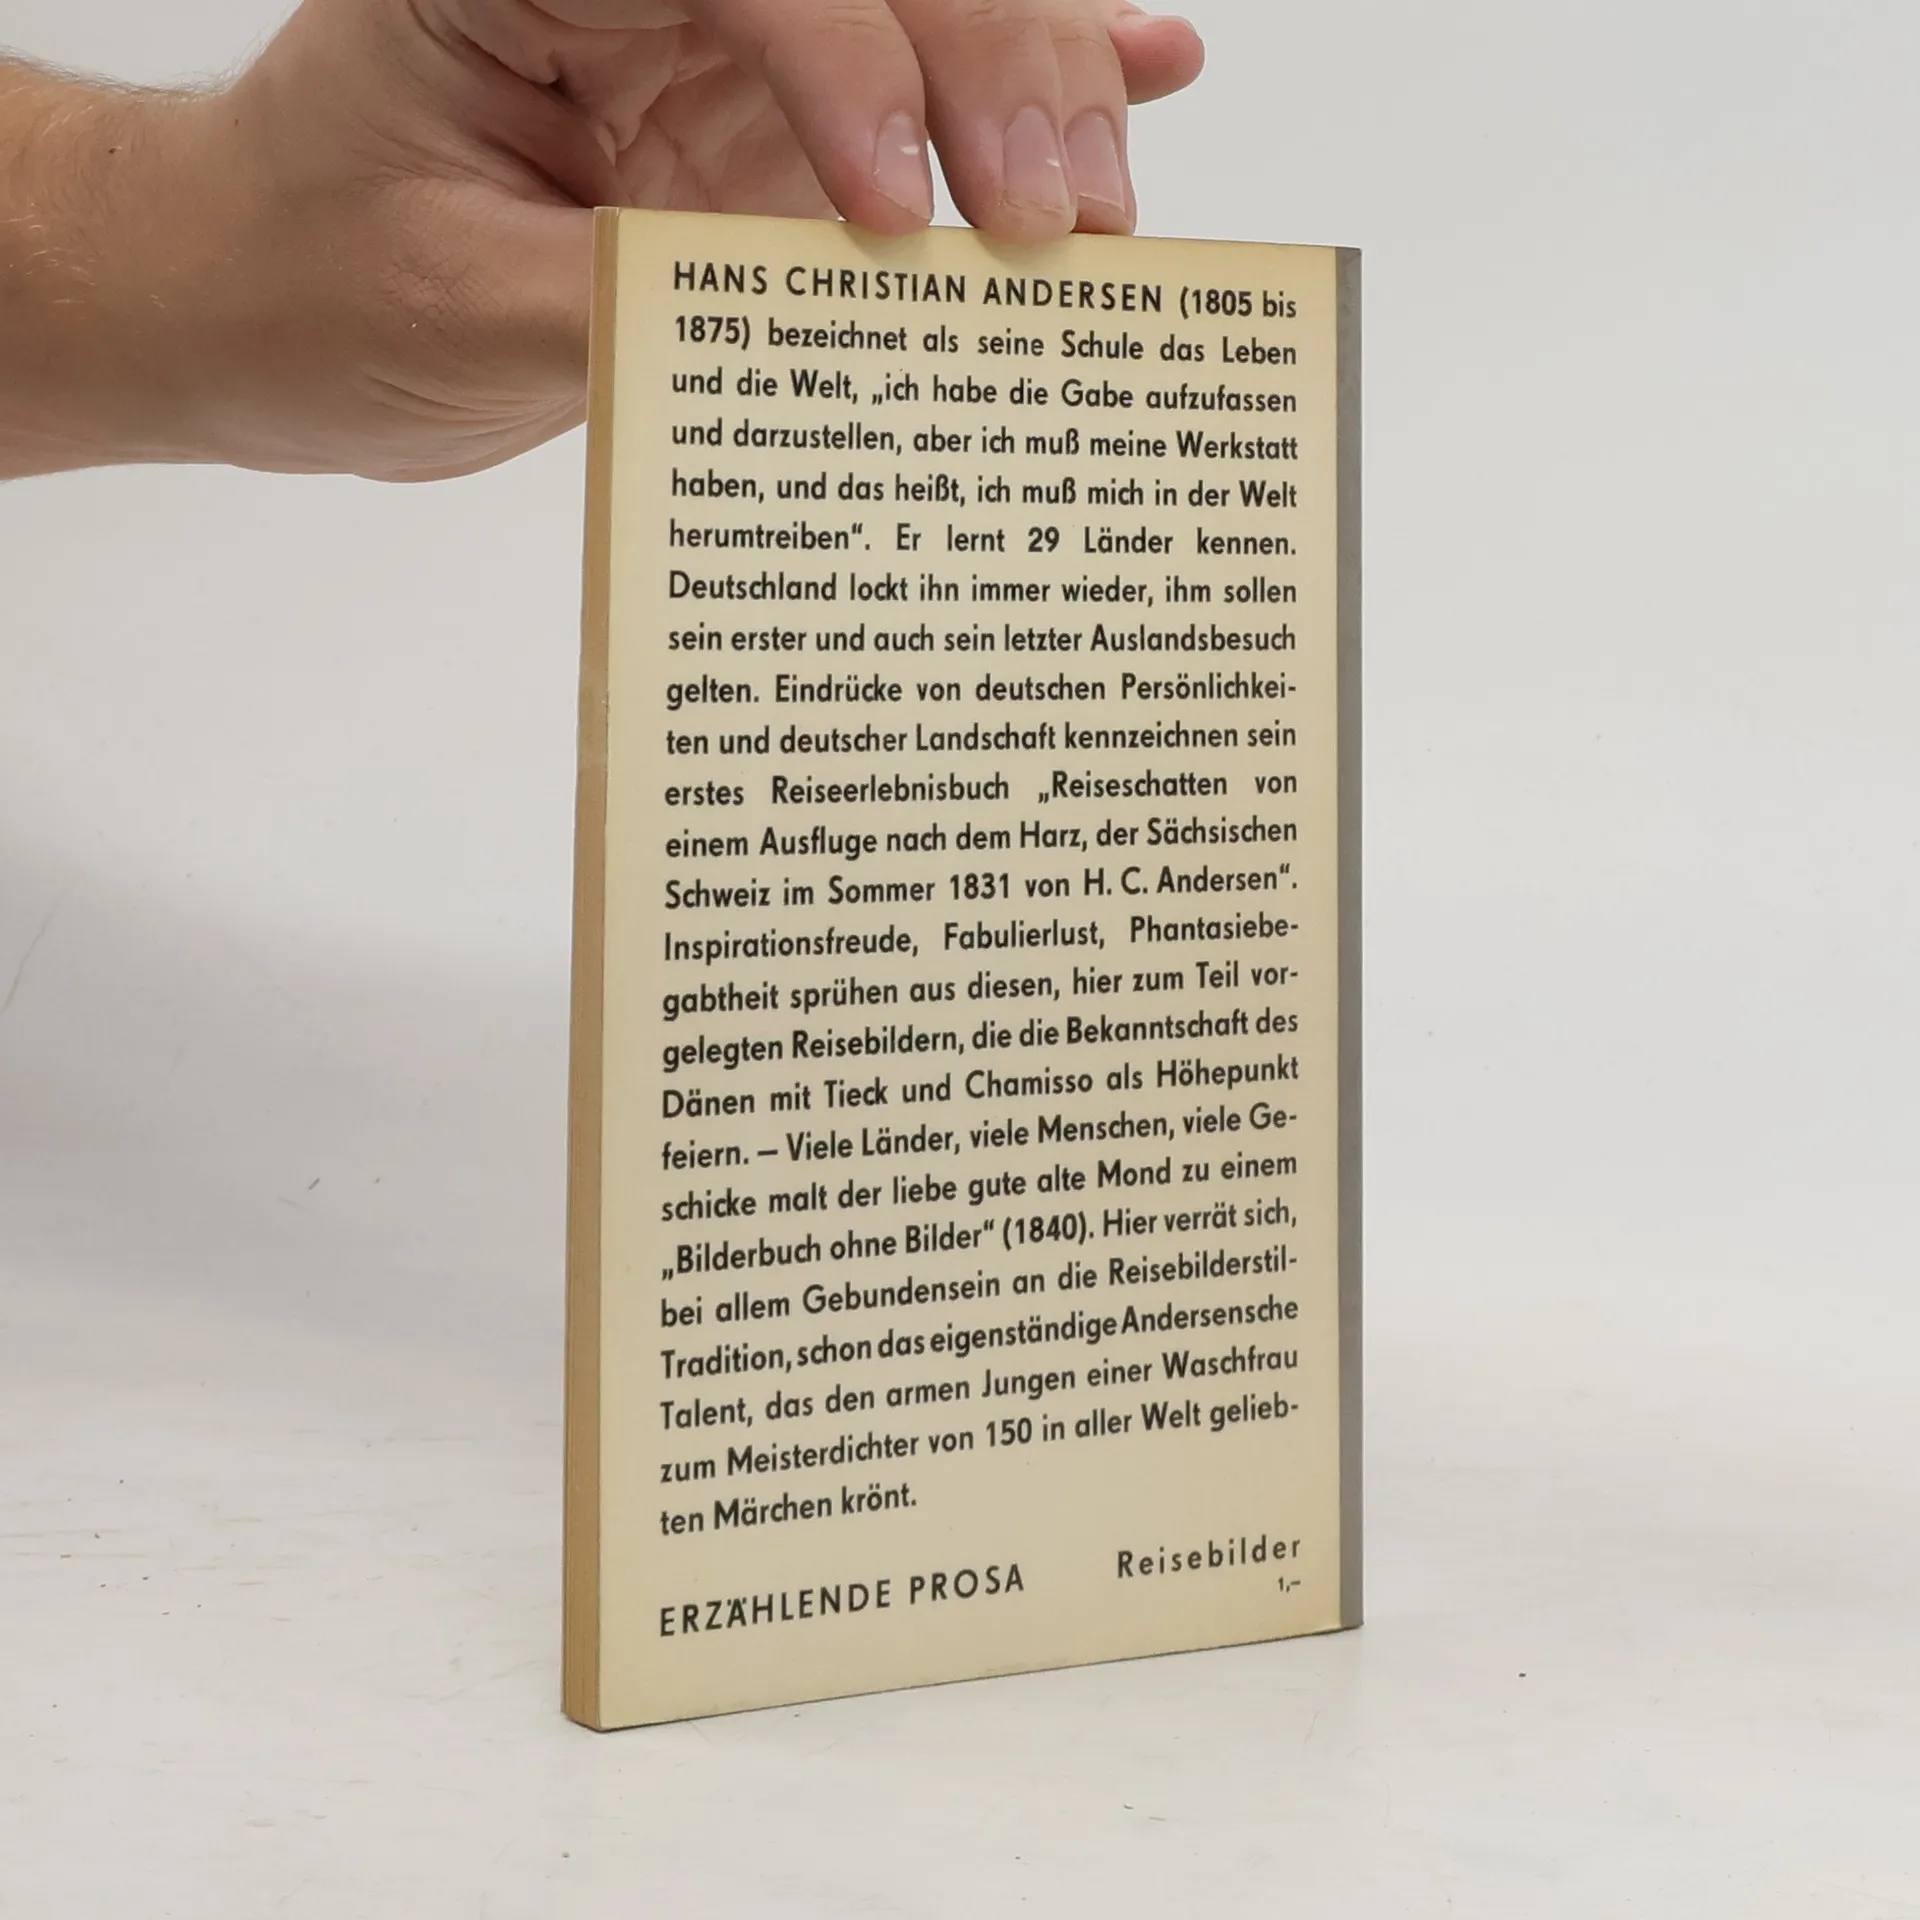 HANS CHRISTIAN ANDERSEN (1805 bis
1875) bezeichnet als seine Schule das Leben
und die Welt, „ich habe die Gabe aufzufassen
und darzustellen, aber ich muß meine Werkstatt
haben, und das heißt, ich muß mich in der Welt
herumtreiben“. Er lernt 29 Länder kennen.
Deutschland lockt ihn immer wieder, ihm sollen
sein erster und auch sein letzter Auslandsbesuch
gelten. Eindrücke von deutschen Persönlichkei-
ten und deutscher Landschaft kennzeichnen sein
erstes Reiseerlebnisbuch „Reiseschatten von
einem Ausfluge nach dem Harz, der Sächsischen
Schweiz im Sommer 1831 von H. C. Andersen“.
Inspirationsfreude, Fabulierlust, Phantasiebe-
gabtheit sprühen aus diesen, hier zum Teil vor-
gelegten Reisebildern, die die Bekanntschaft des
Dänen mit Tieck und Chamisso als Höhepunkt
feiern. — Viele Länder, viele Menschen, viele Ge-
schicke malt der liebe gute alte Mond zu einem
„Bilderbuch ohne Bilder“ (1840). Hier verrät sich,
bei allem Gebundensein an die Reisebilderstil-
Tradition, schon das eigenständige Andersensche
Talent, das den armen Jungen einer Waschfrau
zum Meisterdichter von 150 in aller Welt gelieb-
ten Märchen krönt.
ERZÄHLENDE PROSA Reisebilder
1,–